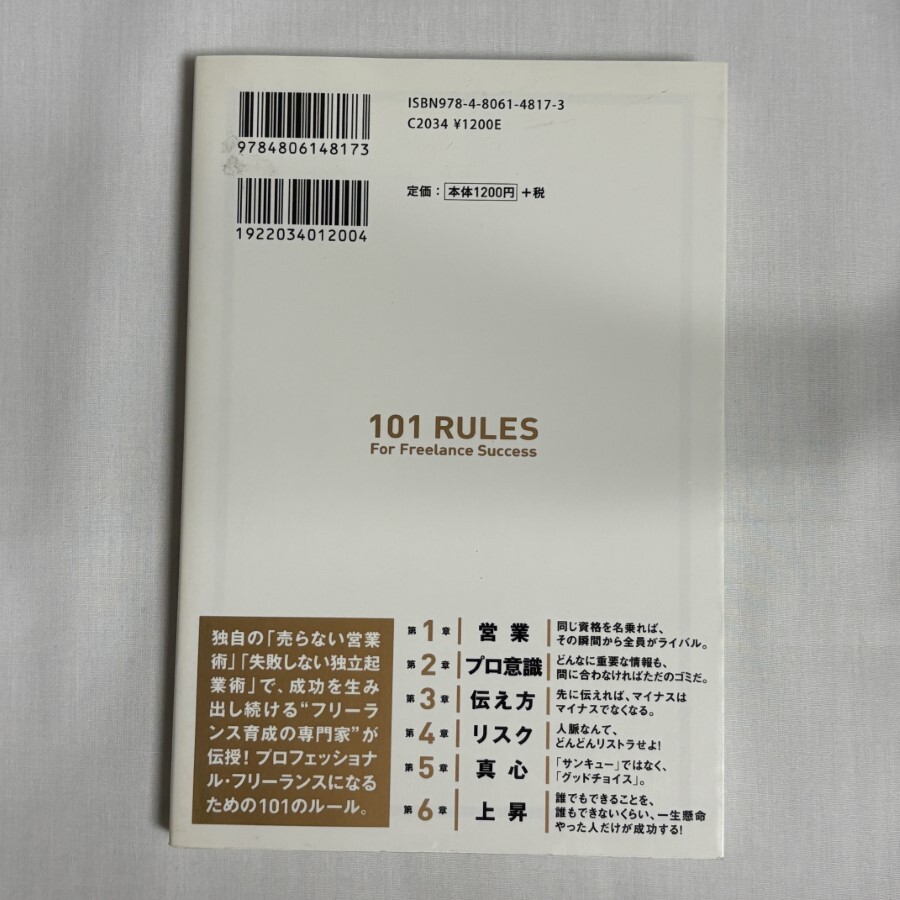 ISBN978-4-8061-4817-3
C2034 ¥1200E
9784806148173
定価：本体1200円+税
1922034012004
101 RULES
For Freelance Success
独自の「売らない営業
術」「失敗しない独立起
業術」で、成功を生み
出し続ける“フリーラ
ンス育成の専門家”が
伝授！プロフェッショナ
ル・フリーランスになる
ための101のルール。
第1章 営業 同じ資格を名乗れば、
その瞬間から全員がライバル。
第2章 プロ意識 どんなに重要な情報も、
間に合わなければただのゴミだ。
第3章 伝え方 先に伝えれば、マイナスは
マイナスでなくなる。
第4章 リスク 人脈なんて、
どんどんリストラせよ！
第5章 真心 「サンキュー」ではなく、
「グッドチョイス」。
第6章 上昇 誰でもできることを、
誰もできないくらい、一生懸命
やった人だけが成功する！